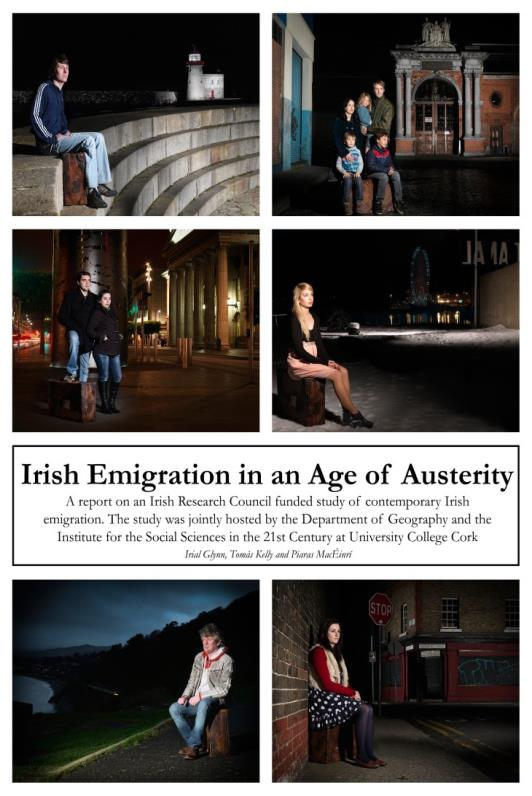 Irish Emigration in an Age of Austerity
A report on an Irish Research Council funded study of contemporary Irish
emigration. The study was jointly hosted by the Department of Geography and the
Institute for the Social Sciences in the 21st Century at University College Cork
Irial Glynn, Tomás Kelly and Piaras MacÉinrí
STOP